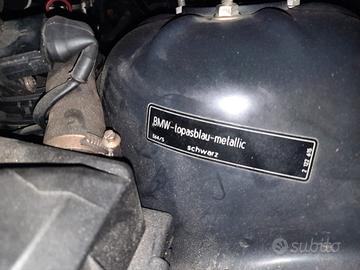 BMW-topasblau-metallic
364/5
schwarz
subito